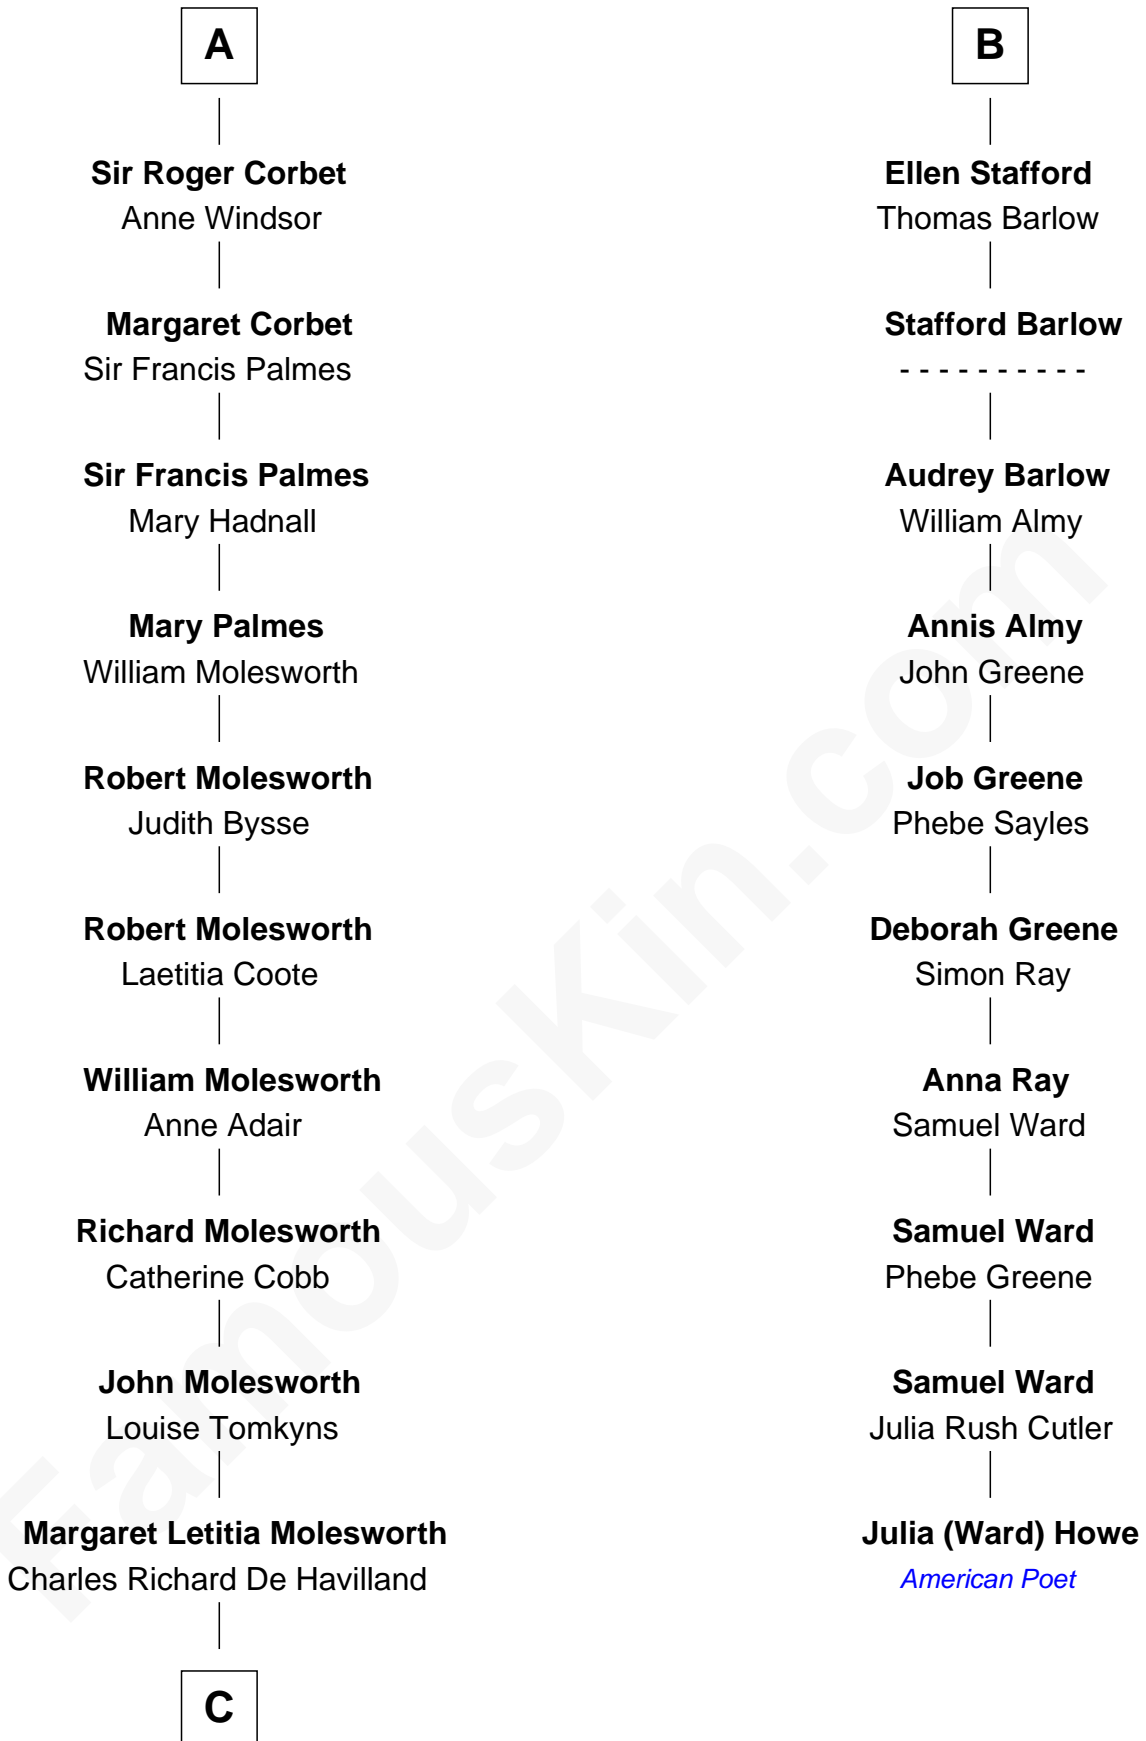 A
Sir Roger Corbet
Anne Windsor
Margaret Corbet
Sir Francis Palmes
Sir Francis Palmes
Mary Hadnall
Mary Palmes
William Molesworth
Robert Molesworth
Judith Bysse
Robert Molesworth
Laetitia Coote
William Molesworth
Anne Adair
Richard Molesworth
Catherine Cobb
John Molesworth
Louise Tomkyns
Margaret Letitia Molesworth
Charles Richard De Havilland
C
B
Ellen Stafford
Thomas Barlow
Stafford Barlow
- - - - - - - - - -
Audrey Barlow
William Almy
Annis Almy
John Greene
Job Greene
Phebe Sayles
Deborah Greene
Simon Ray
Anna Ray
Samuel Ward
Samuel Ward
Phebe Greene
Samuel Ward
Julia Rush Cutler
Julia (Ward) Howe
American Poet
FamousKin.com